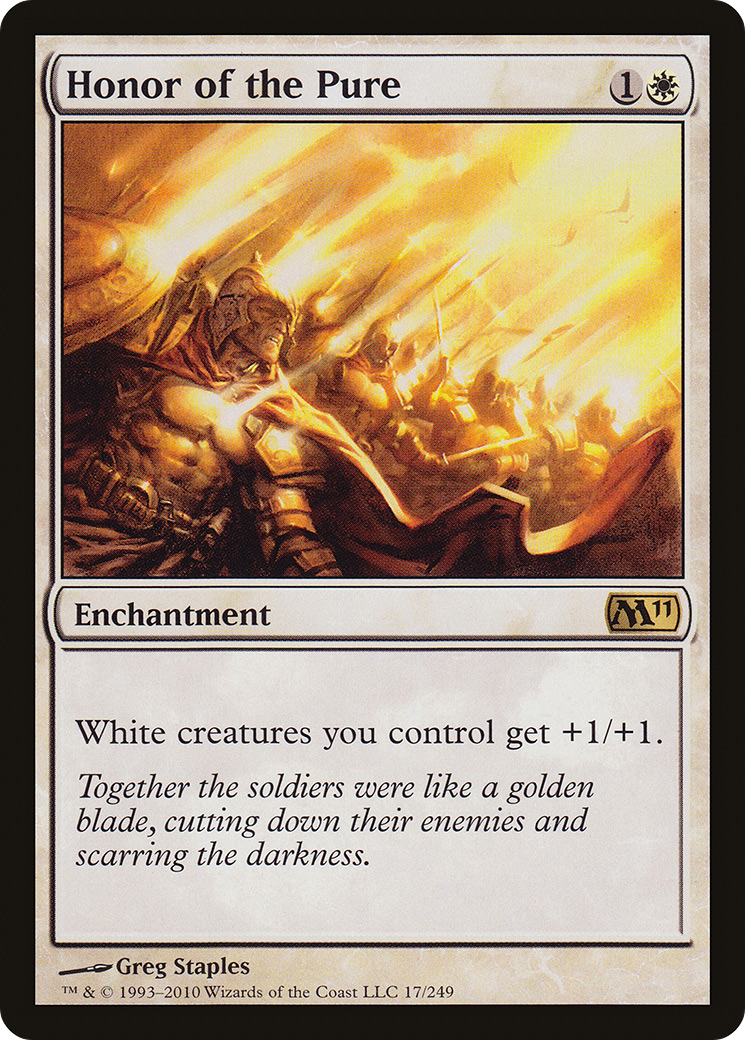 Honor of the Pure 1
Enchantment M11
White creatures you control get +1/+1.
Together the soldiers were like a golden
blade, cutting down their enemies and
scarring the darkness.
Greg Staples
™ & © 1993–2010 Wizards of the Coast LLC 17/249